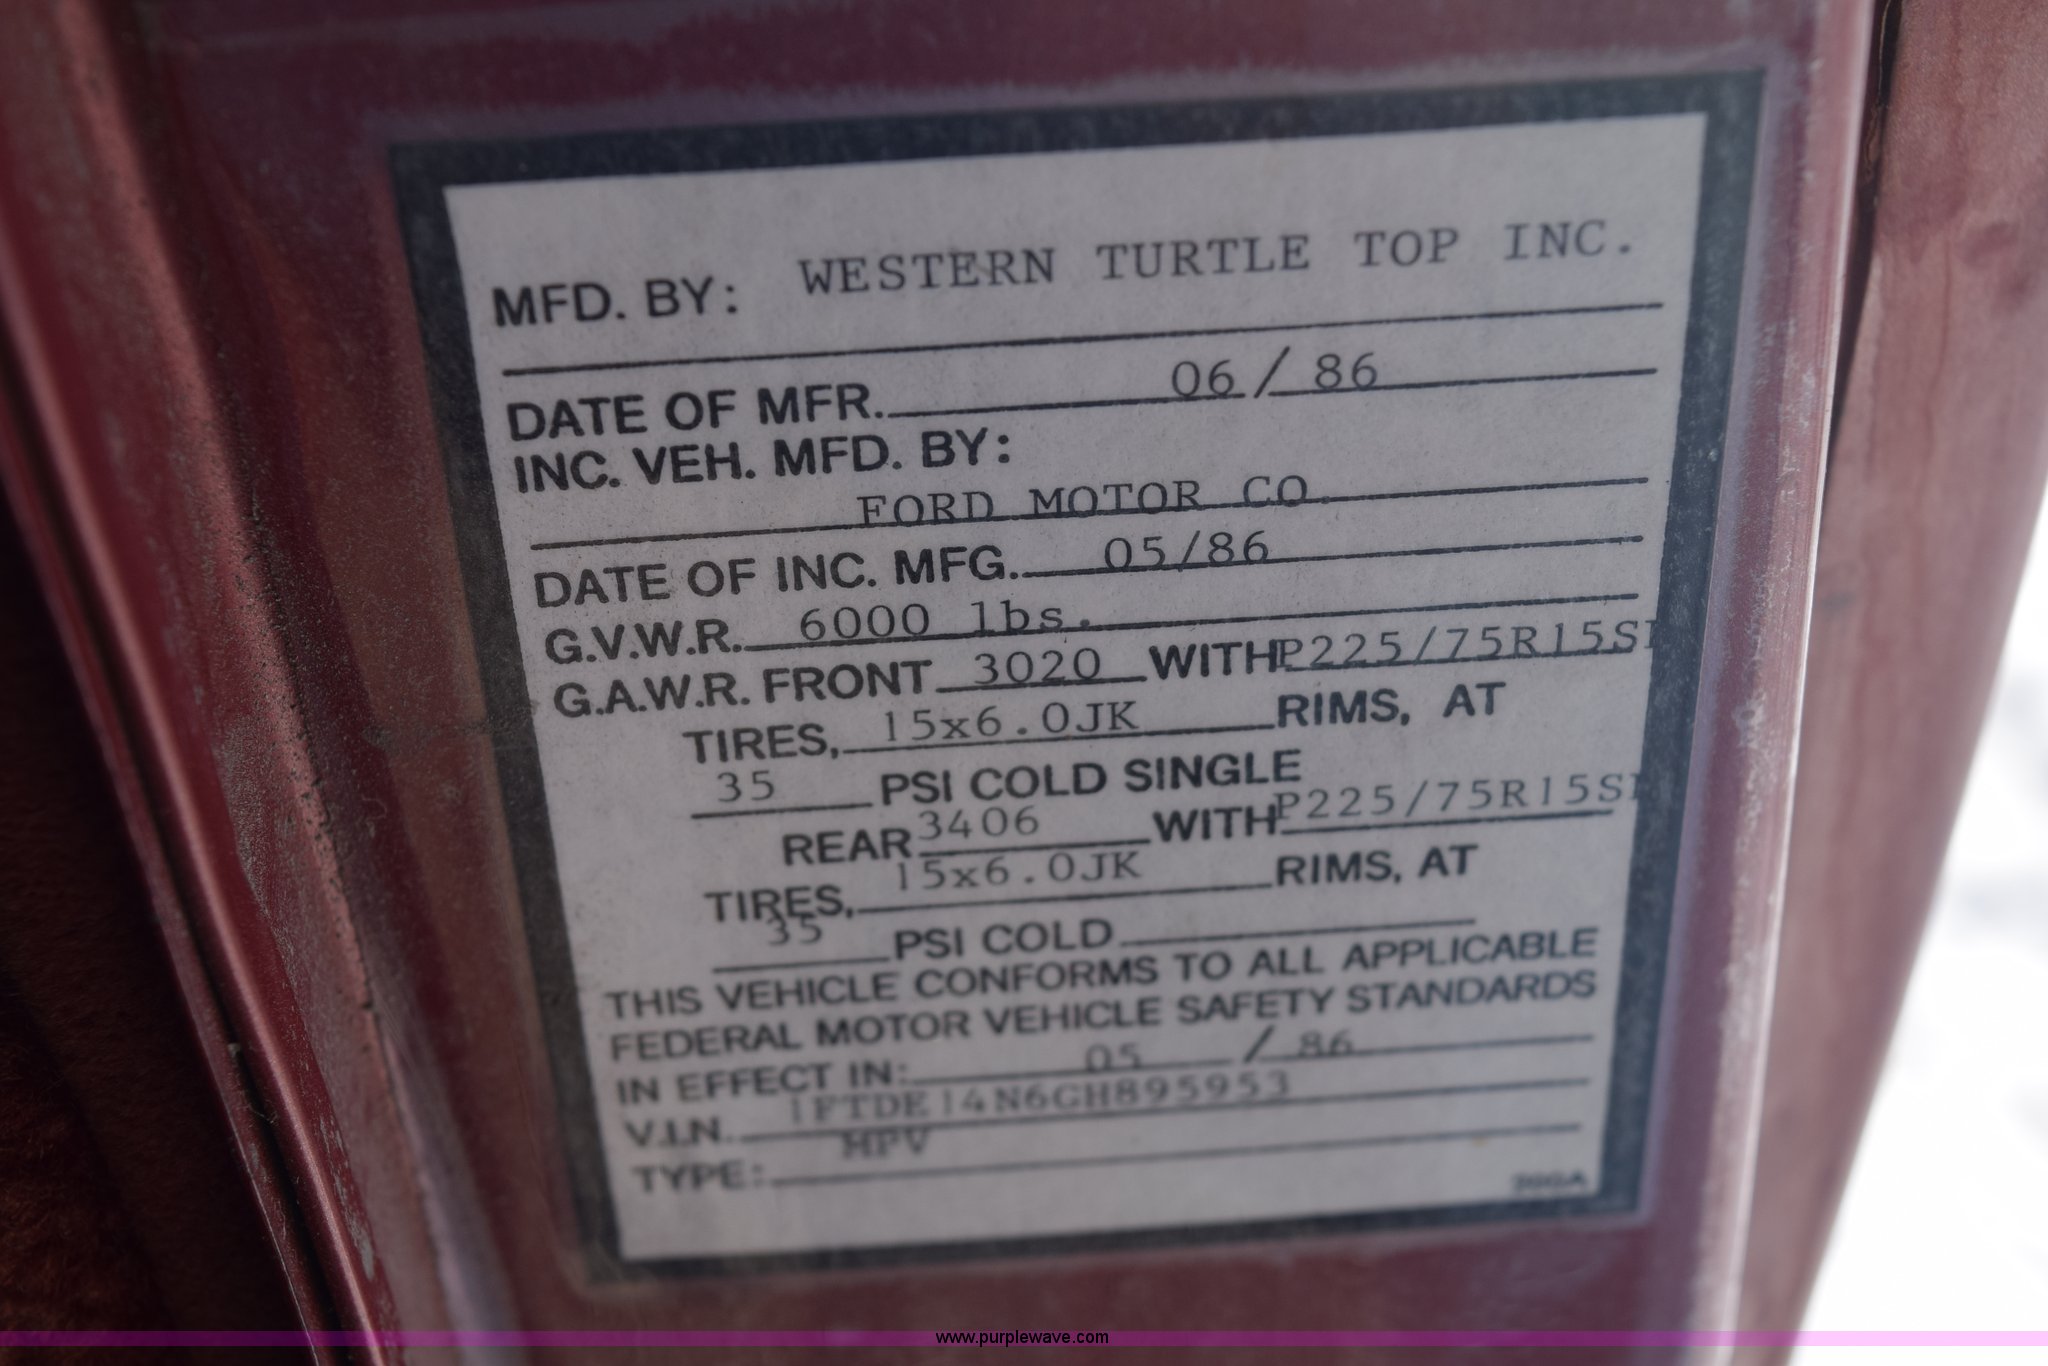 MFD. BY: WESTERN TURTLE TOP INC.
DATE OF MFR. 06 / 86
INC. VEH. MFD. BY:
FORD MOTOR CO.
DATE OF INC. MFG. 05/86
G.V.W.R. 6000 lbs.
G.A.W.R. FRONT 3020 WITH P225/75R15S
TIRES, 15x6.0JK RIMS, AT
35 PSI COLD SINGLE
REAR 3406 WITH P225/75R15S
TIRES, 15x6.0JK RIMS, AT
35 PSI COLD
THIS VEHICLE CONFORMS TO ALL APPLICABLE
FEDERAL MOTOR VEHICLE SAFETY STANDARDS
IN EFFECT IN: 05 / 86
V.I.N. 1FTDE14N6GH895953
TYPE: MPV
www.purplewave.com